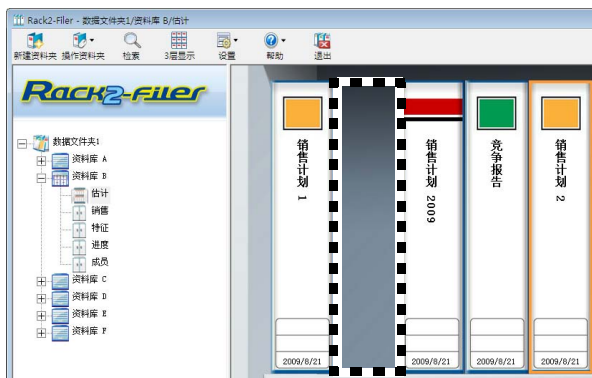 Rack2-Filer - 数据文件夹1/资料库 B/估计
新建资料夹 操作资料夹 检索 3层显示 设置 帮助 退出
Rack2-Filer
数据文件夹1
资料库 A
资料库 B
估计
销售
特征
进度
成员
资料库 C
资料库 D
资料库 E
资料库 F
销售计划 1
2009/8/21
销售计划 2009
2009/8/21
竞争报告
2009/8/21
销售计划 2
2009/8/21